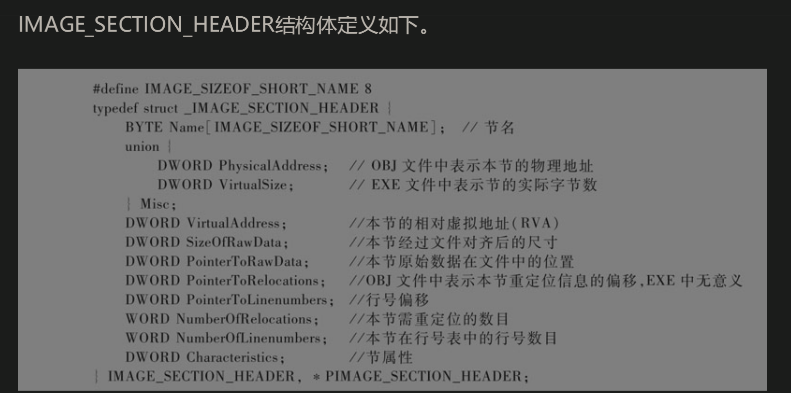 IMAGE_SECTION_HEADER结构体定义如下。
#define IMAGE_SIZEOF_SHORT_NAME 8
typedef struct _IMAGE_SECTION_HEADER {
BYTE Name[IMAGE_SIZEOF_SHORT_NAME]; // 节名
union {
DWORD PhysicalAddress; // OBJ 文件中表示本节的物理地址
DWORD VirtualSize; // EXE 文件中表示节的实际字节数
} Misc;
DWORD VirtualAddress; //本节的相对虚拟地址(RVA)
DWORD SizeOfRawData; //本节经过文件对齐后的尺寸
DWORD PointerToRawData; //本节原始数据在文件中的位置
DWORD PointerToRelocations; //OBJ 文件中表示本节重定位信息的偏移,EXE 中无意义
DWORD PointerToLinenumbers; //行号偏移
WORD NumberOfRelocations; //本节需重定位的数目
WORD NumberOfLinenumbers; //本节在行号表中的行号数目
DWORD Characteristics; //节属性
} IMAGE_SECTION_HEADER, * PIMAGE_SECTION_HEADER;